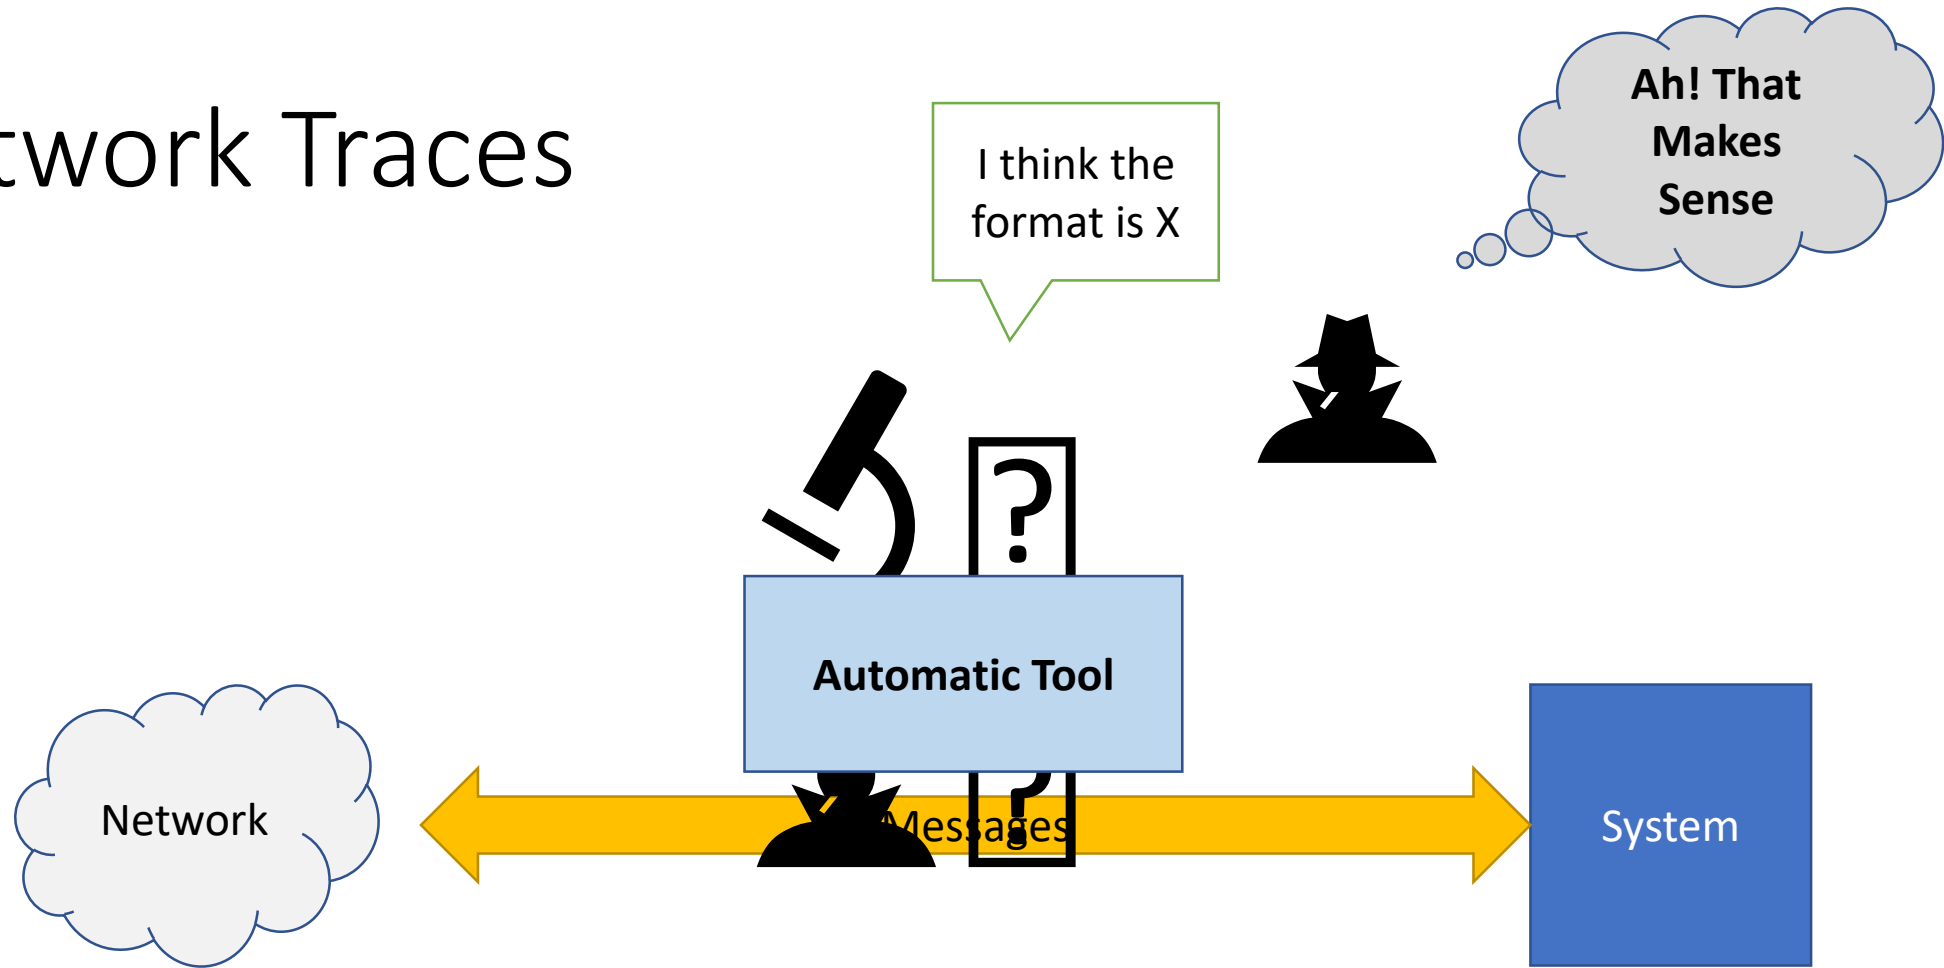 twork Traces
I think the
format is X
Ah! That
Makes
Sense
?
Automatic Tool
Network
Messages
?
System